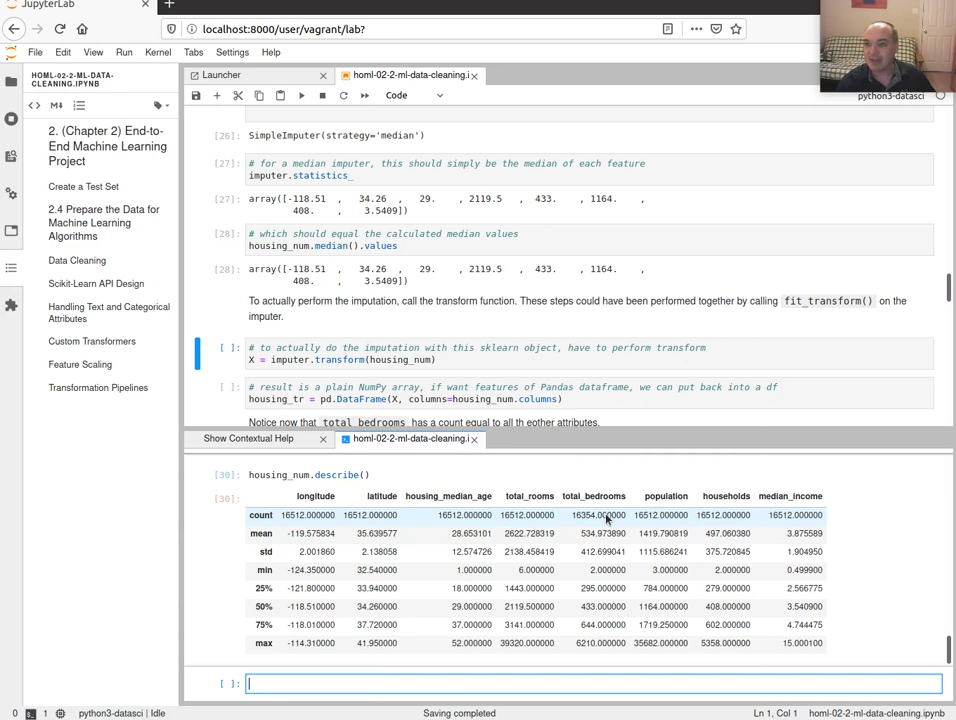 JupyterLab
localhost:8000/user/vagrant/lab?
File Edit View Run Kernel Tabs Settings Help
HOML-02-2-ML-DATA-
CLEANING.IPYNB
2. (Chapter 2) End-to-
End Machine Learning
Project
Create a Test Set
2.4 Prepare the Data for
Machine Learning
Algorithms
Data Cleaning
Scikit-Learn API Design
Handling Text and Categorical
Attributes
Custom Transformers
Feature Scaling
Transformation Pipelines
Launcher
homl-02-2-ml-data-cleaning.i
Code
python3-datasci
[26]: SimpleImputer(strategy='median')
[27]: # for a median imputer, this should simply be the median of each feature
imputer.statistics_
[27]: array([-118.51 , 34.26 , 29. , 2119.5 , 433. , 1164. ,
408. , 3.5409])
[28]: # which should equal the calculated median values
housing_num.median().values
[28]: array([-118.51 , 34.26 , 29. , 2119.5 , 433. , 1164. ,
408. , 3.5409])
To actually perform the imputation, call the transform function. These steps could have been performed together by calling fit_transform() on the
imputer.
[ ]: # to actually do the imputation with this sklearn object, have to perform transform
X = imputer.transform(housing_num)
[ ]: # result is a plain NumPy array, if want features of Pandas dataframe, we can put back into a df
housing_tr = pd.DataFrame(X, columns=housing_num.columns)
Notice now that total_bedrooms has a count equal to all th eother attributes.
Show Contextual Help
homl-02-2-ml-data-cleaning.i
[30]: housing_num.describe()
[30]: longitude latitude housing_median_age total_rooms total_bedrooms population households median_income
count 16512.000000 16512.000000 16512.000000 16512.000000 16354.000000 16512.000000 16512.000000 16512.000000
mean -119.575834 35.639577 28.653101 2622.728319 534.973890 1419.790819 497.060380 3.875589
std 2.001860 2.138058 12.574726 2138.458419 412.699041 1115.686241 375.720845 1.904950
min -124.350000 32.540000 1.000000 6.000000 2.000000 3.000000 2.000000 0.499900
25% -121.800000 33.940000 18.000000 1443.000000 295.000000 784.000000 279.000000 2.566775
50% -118.510000 34.260000 29.000000 2119.500000 433.000000 1164.000000 408.000000 3.540900
75% -118.010000 37.720000 37.000000 3141.000000 644.000000 1719.250000 602.000000 4.744475
max -114.310000 41.950000 52.000000 39320.000000 6210.000000 35682.000000 5358.000000 15.000100
[ ]:
0 1 python3-datasci | Idle Saving completed Ln 1, Col 1 homl-02-2-ml-data-cleaning.ipynb